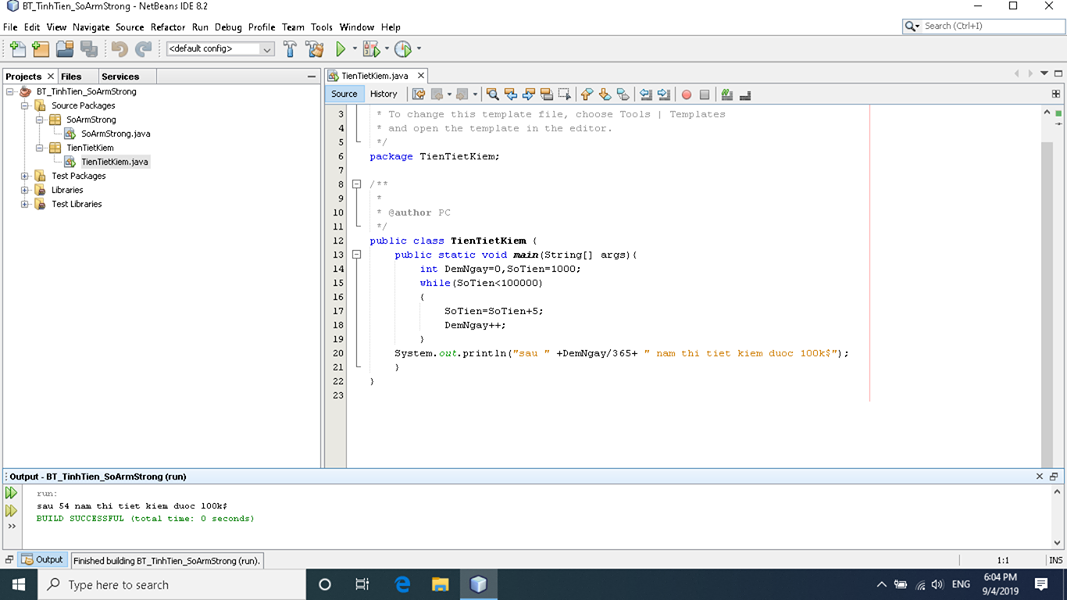 BT_TinhTien_SoArmStrong - NetBeans IDE 8.2
File Edit View Navigate Source Refactor Run Debug Profile Team Tools Window Help
Search (Ctrl+I)
<default config>
Projects Files Services
BT_TinhTien_SoArmStrong
Source Packages
SoArmStrong
SoArmStrong.java
TienTietKiem
TienTietKiem.java
Test Packages
Libraries
Test Libraries
TienTietKiem.java
Source History
3 * To change this template file, choose Tools | Templates
4 * and open the template in the editor.
5 */
6 package TienTietKiem;
7
8 /**
9 *
10 * @author PC
11 */
12 public class TienTietKiem {
13 public static void main(String[] args){
14 int DemNgay=0,SoTien=1000;
15 while(SoTien<100000)
16 {
17 SoTien=SoTien+5;
18 DemNgay++;
19 }
20 System.out.println("sau " +DemNgay/365+ " nam thi tiet kiem duoc 100k$");
21 }
22 }
23
Output - BT_TinhTien_SoArmStrong (run)
run:
sau 54 nam thi tiet kiem duoc 100k$
BUILD SUCCESSFUL (total time: 0 seconds)
Output Finished building BT_TinhTien_SoArmStrong (run). 1:1 INS
Type here to search
ENG
6:04 PM
9/4/2019